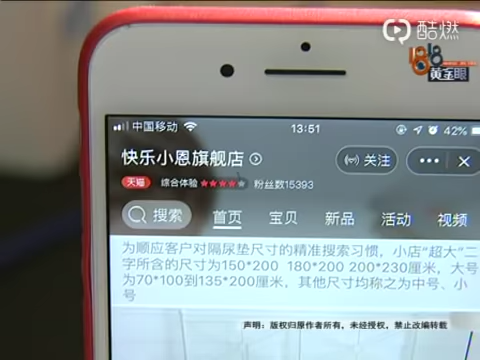 酷燃
1818
黄金眼
中国移动
13:51
42%
快乐小恩旗舰店
关注
天猫
综合体验
粉丝数15393
搜索
首页
宝贝
新品
活动
视频
为顺应客户对隔尿垫尺寸的精准搜索习惯，小店“超大”二
字所含的尺寸为150*200 180*200 200*230厘米，大号
为70*100到135*200厘米，其他尺寸均称之为中号、小
号
声明：版权归原作者所有，未经授权，禁止改编转载